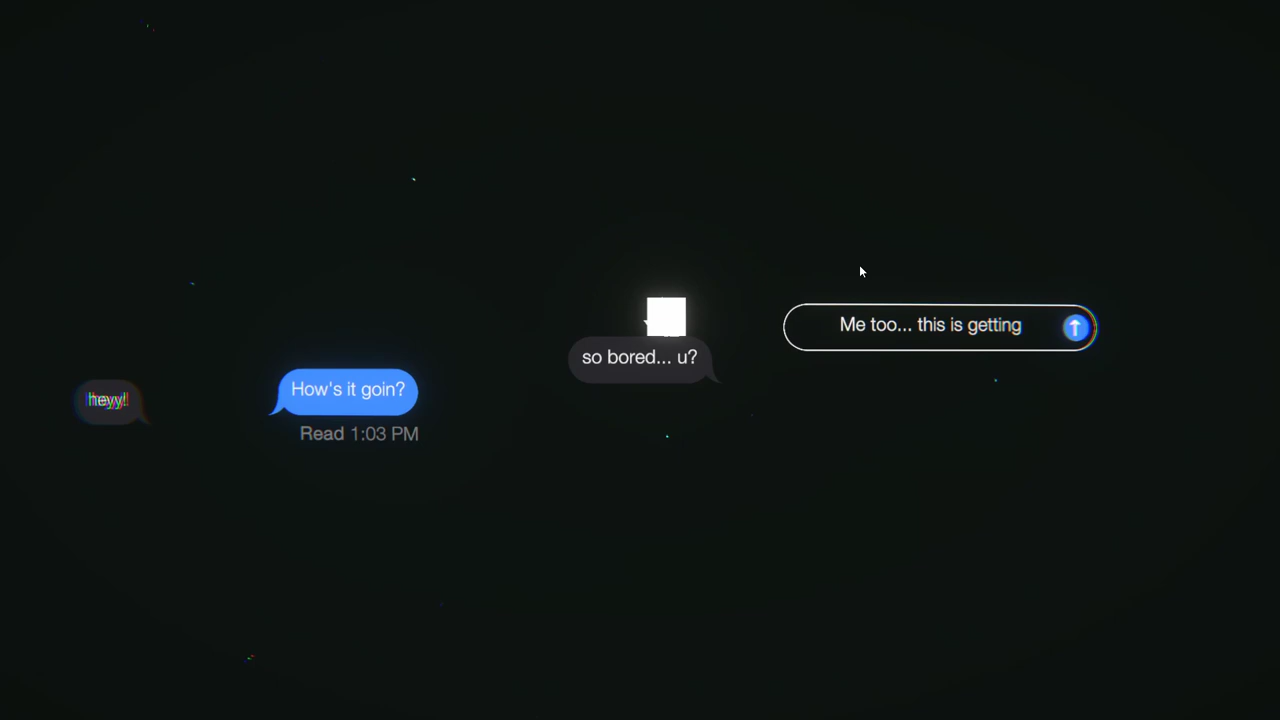 heyy!
How's it goin?
Read 1:03 PM
so bored... u?
Me too... this is getting